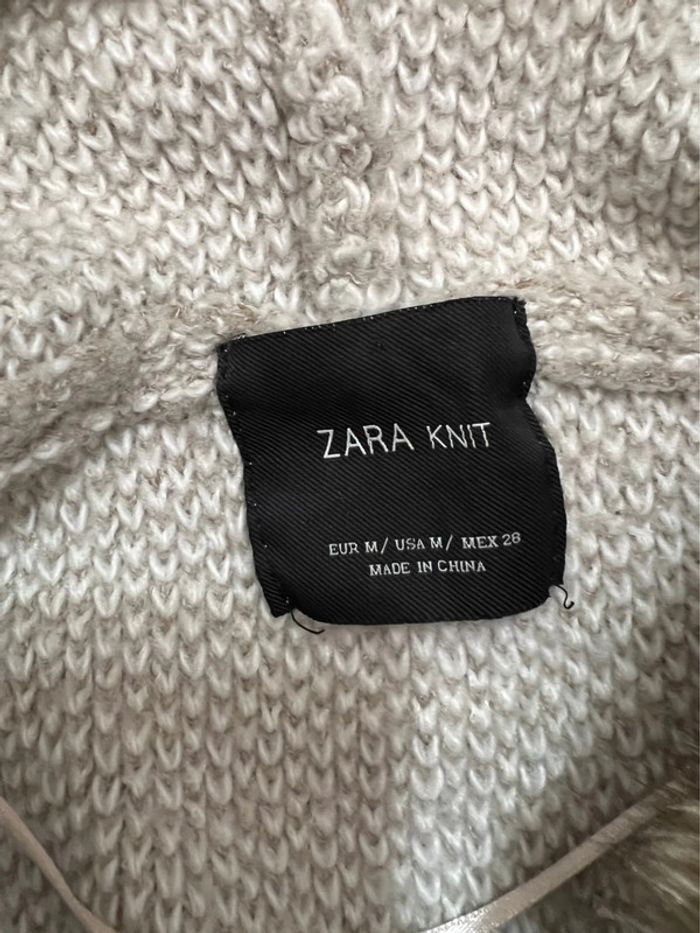 ZARA KNIT
EUR M/ USA M/ MEX 28
MADE IN CHINA